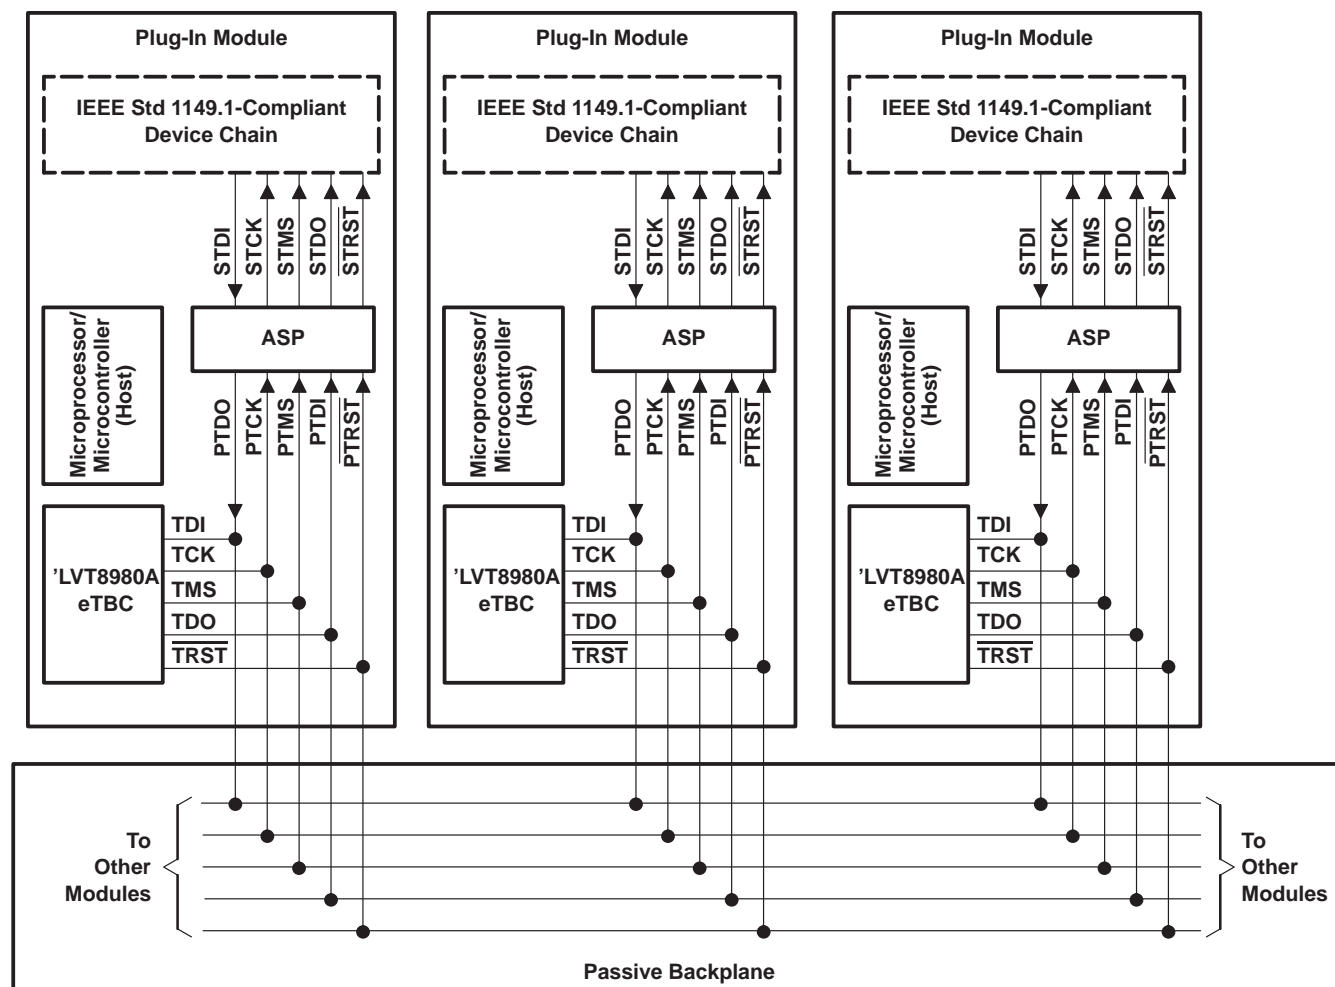 Plug-In Module
IEEE Std 1149.1-Compliant
Device Chain
STDI
STCK
STMS
STDO
STRST
Microprocessor/
Microcontroller
(Host)
ASP
PTDO
PTCK
PTMS
PTDI
PTRST
’LVT8980A
eTBC
TDI
TCK
TMS
TDO
TRST
Plug-In Module
IEEE Std 1149.1-Compliant
Device Chain
STDI
STCK
STMS
STDO
STRST
Microprocessor/
Microcontroller
(Host)
ASP
PTDO
PTCK
PTMS
PTDI
PTRST
’LVT8980A
eTBC
TDI
TCK
TMS
TDO
TRST
Plug-In Module
IEEE Std 1149.1-Compliant
Device Chain
STDI
STCK
STMS
STDO
STRST
Microprocessor/
Microcontroller
(Host)
ASP
PTDO
PTCK
PTMS
PTDI
PTRST
’LVT8980A
eTBC
TDI
TCK
TMS
TDO
TRST
To
Other
Modules
To
Other
Modules
Passive Backplane